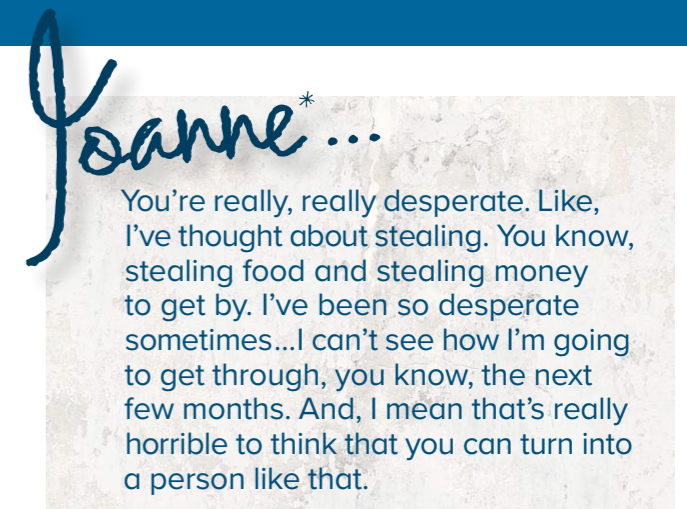 Joanne*...
You're really, really desperate. Like,
I've thought about stealing. You know,
stealing food and stealing money
to get by. I've been so desperate
sometimes...I can't see how I'm going
to get through, you know, the next
few months. And, I mean that's really
horrible to think that you can turn into
a person like that.